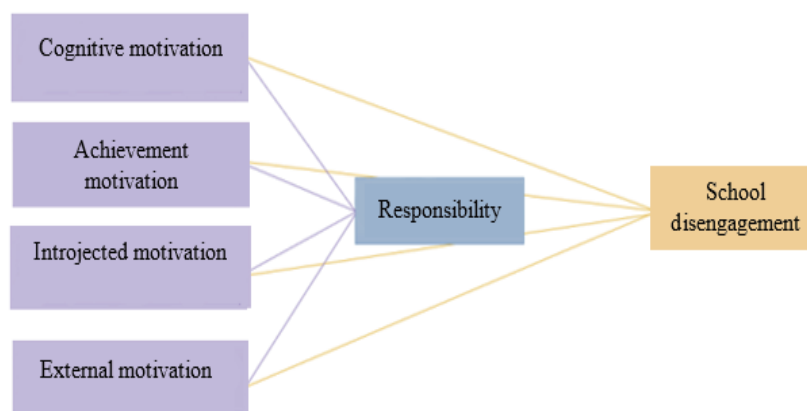 Cognitive motivation
Achievement
motivation
Introjected motivation
External motivation
Responsibility
School
disengagement